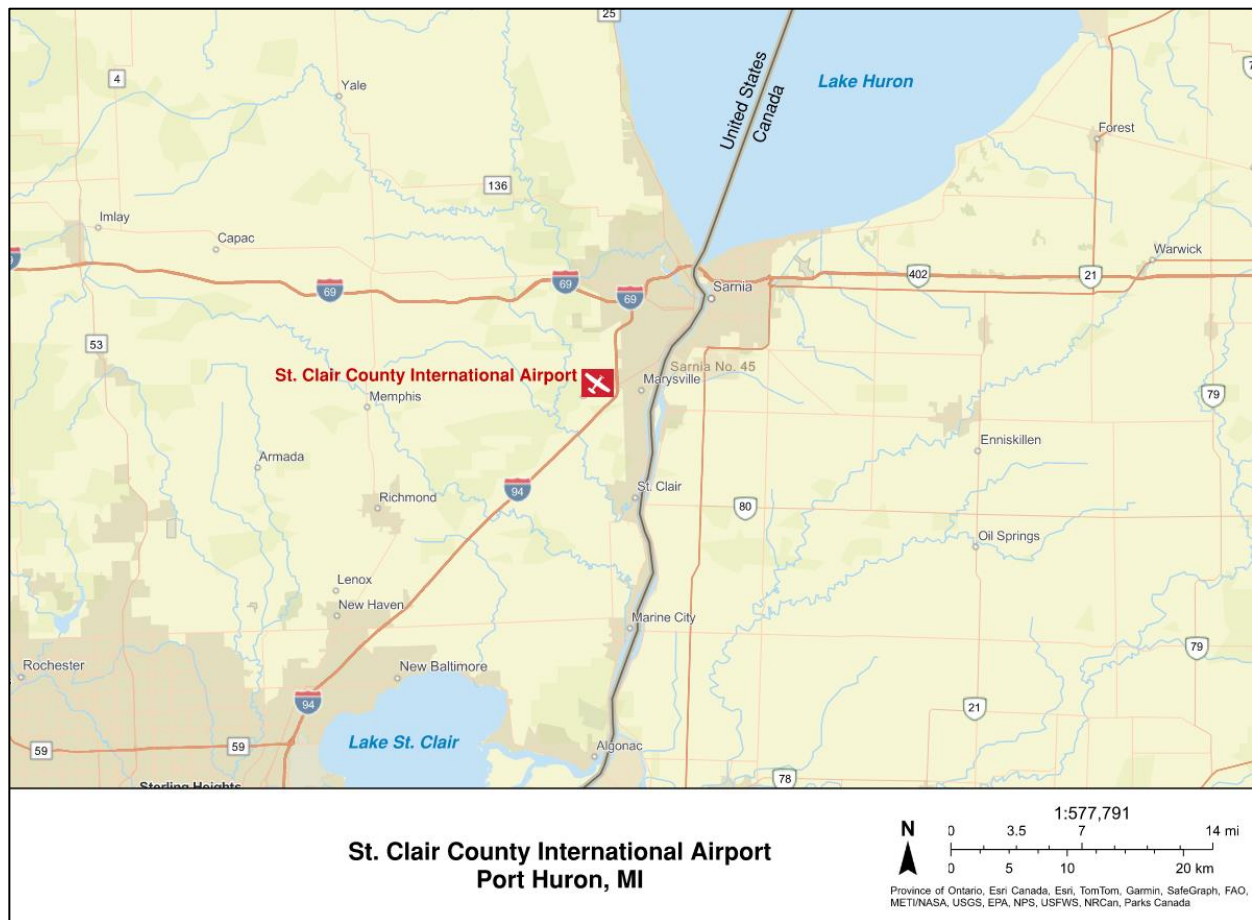 25
4
Yale
United States
Canada
Lake Huron
Forest
136
Imlay
Capac
Warwick
69
69
69
402
21
Sarnia
53
St. Clair County International Airport
Sarnia No. 45
Marysville
Memphis
79
Enniskillen
Armada
94
St. Clair
Richmond
80
Oil Springs
Lenox
New Haven
Marine City
79
Rochester
New Baltimore
94
21
59
59
Lake St. Clair
Algonac
78
Sterling Heights
St. Clair County International Airport
Port Huron, MI
N
1:577,791
0 3.5 7 14 mi
0 5 10 20 km
Province of Ontario, Esri Canada, Esri, TomTom, Garmin, SafeGraph, FAO,
METI/NASA, USGS, EPA, NPS, USFWS, NRCan, Parks Canada